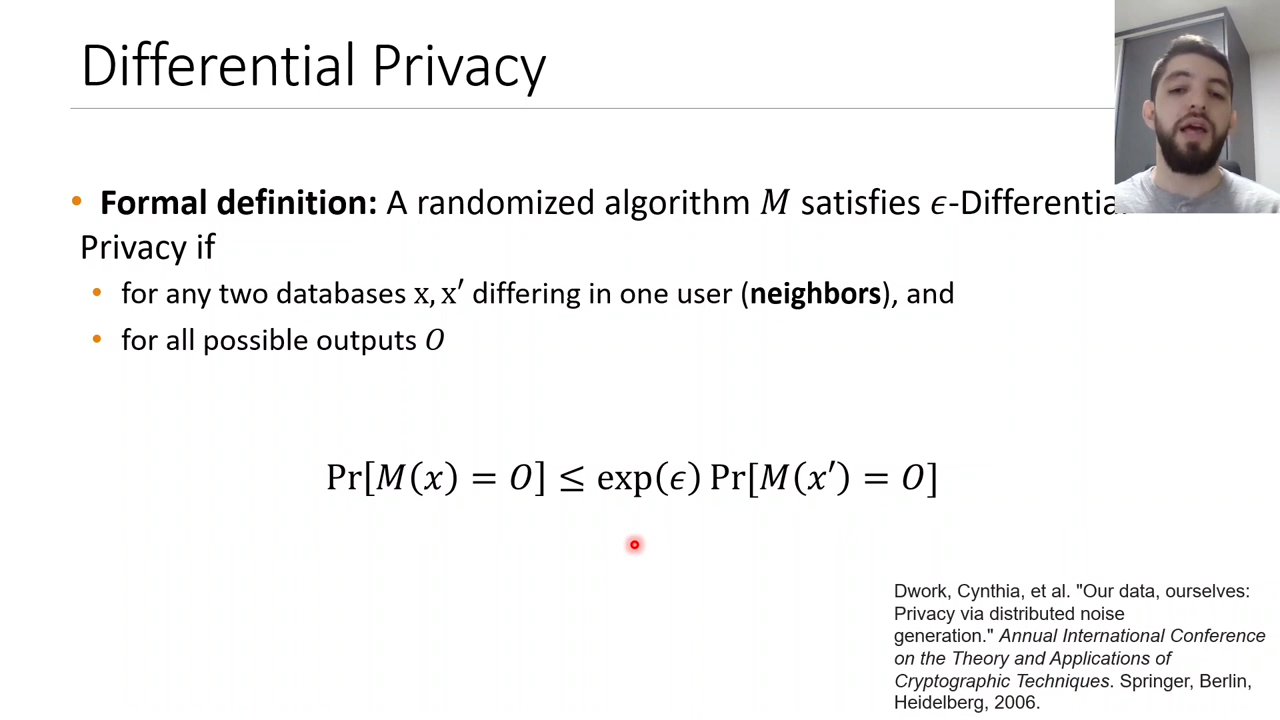 Differential Privacy
• Formal definition: A randomized algorithm M satisfies ϵ-Differentia
Privacy if
• for any two databases x, x′ differing in one user (neighbors), and
• for all possible outputs O
Pr[M(x) = O] ≤ exp(ϵ) Pr[M(x′) = O]
Dwork, Cynthia, et al. "Our data, ourselves:
Privacy via distributed noise
generation." Annual International Conference
on the Theory and Applications of
Cryptographic Techniques. Springer, Berlin,
Heidelberg, 2006.